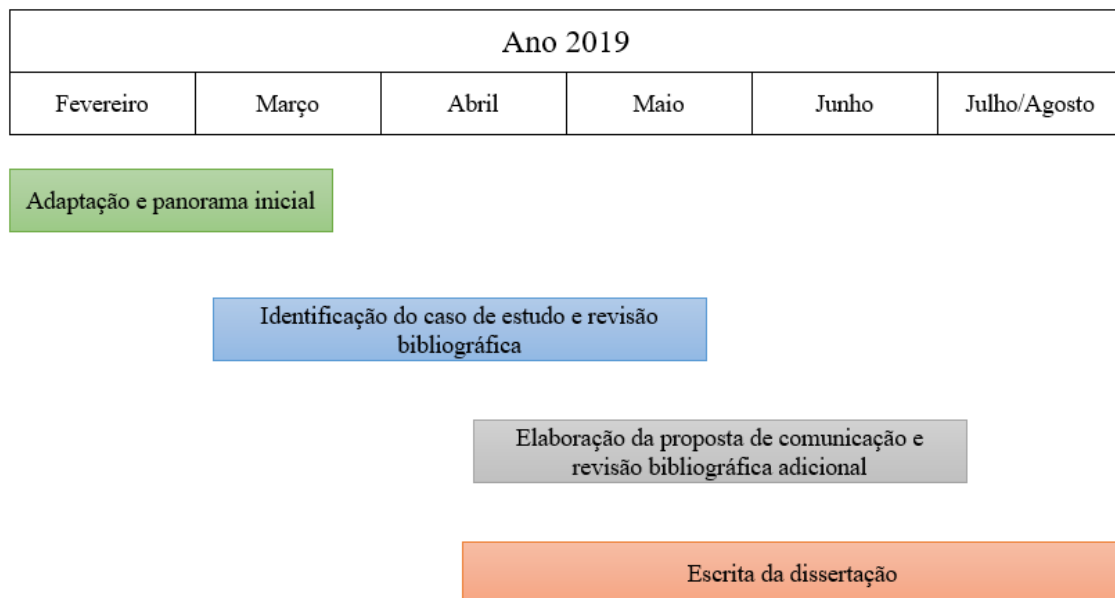 Ano 2019
Fevereiro
Março
Abril
Maio
Junho
Julho/Agosto
Adaptação e panorama inicial
Identificação do caso de estudo e revisão
bibliográfica
Elaboração da proposta de comunicação e
revisão bibliográfica adicional
Escrita da dissertação